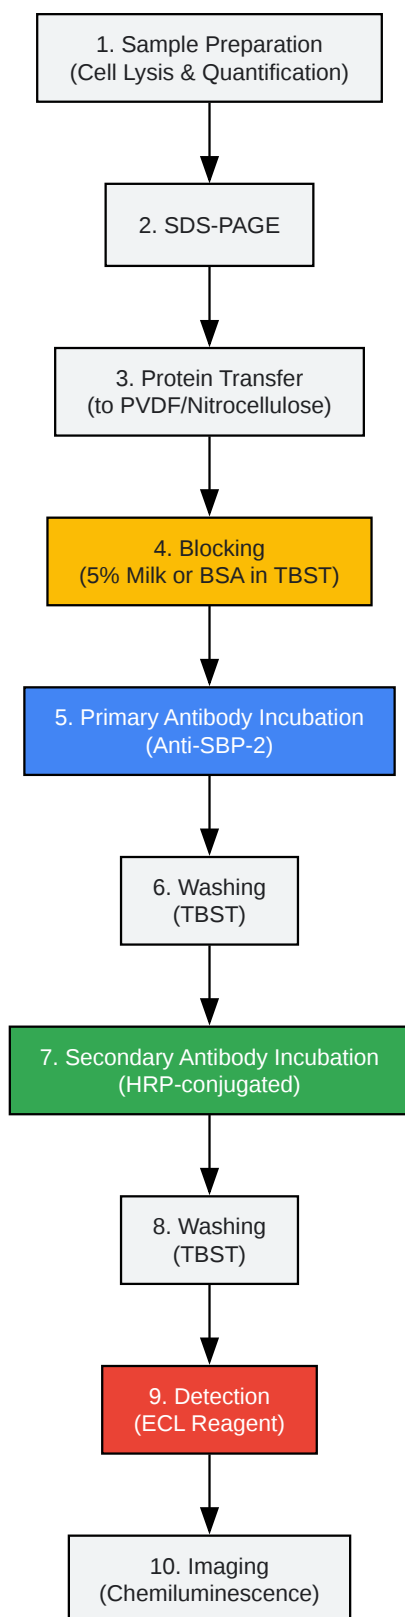 1. Sample Preparation
(Cell Lysis & Quantification)
2. SDS-PAGE
3. Protein Transfer
(to PVDF/Nitrocellulose)
4. Blocking
(5% Milk or BSA in TBST)
5. Primary Antibody Incubation
(Anti-SBP-2)
6. Washing
(TBST)
7. Secondary Antibody Incubation
(HRP-conjugated)
8. Washing
(TBST)
9. Detection
(ECL Reagent)
10. Imaging
(Chemiluminescence)